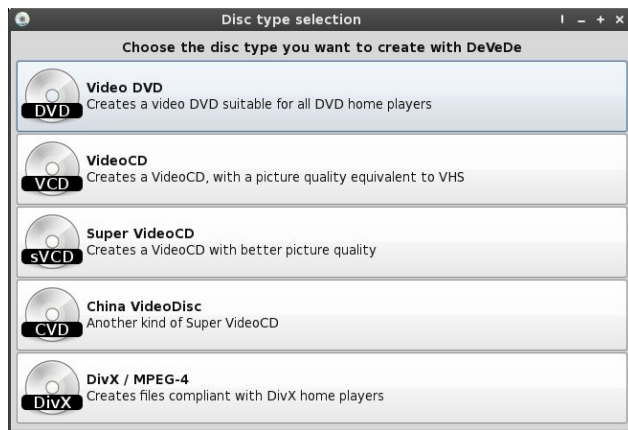 Disc type selection
Choose the disc type you want to create with DeVeDe
Video DVD
Creates a video DVD suitable for all DVD home players
DVD
VideoCD
Creates a VideoCD, with a picture quality equivalent to VHS
VCD
Super VideoCD
Creates a VideoCD with better picture quality
sVCD
China VideoDisc
Another kind of Super VideoCD
CVD
DivX / MPEG-4
Creates files compliant with DivX home players
DivX